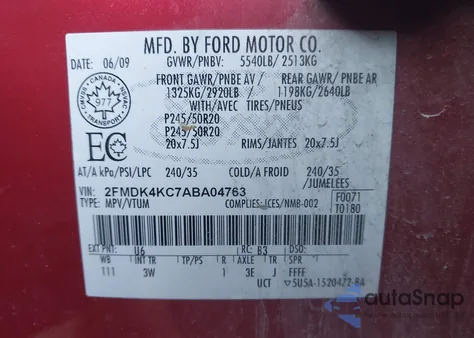 MFD. BY FORD MOTOR CO.
DATE: 06/09 GVWR/PNBV: 5540LB/ 2513KG
FRONT GAWR/PNBE AV / REAR GAWR/PNBE AR
1325KG/2920LB 1198KG/2640LB
WITH/AVEC TIRES/PNEUS
P245/50R20
P245/50R20
20x7.5J RIMS/JANTES 20x7.5J
AT/A kPa/PSI/LPC 240/35 COLD/A FROID 240/35
/JUMELEES
VIN: 2FMDK4KC7ABA04763
TYPE: MPV/VTUM COMPLIES:ICES/NMB-002
F0071
T0180
CANADA
977
EC
EXT PNT: U6 RC: B3 DSO:
WB INT TR TP/PS R AXLE TR SPR
111 3W 1 3E J FFFF
UCT 5U5A-1520472-BA
autoSnap